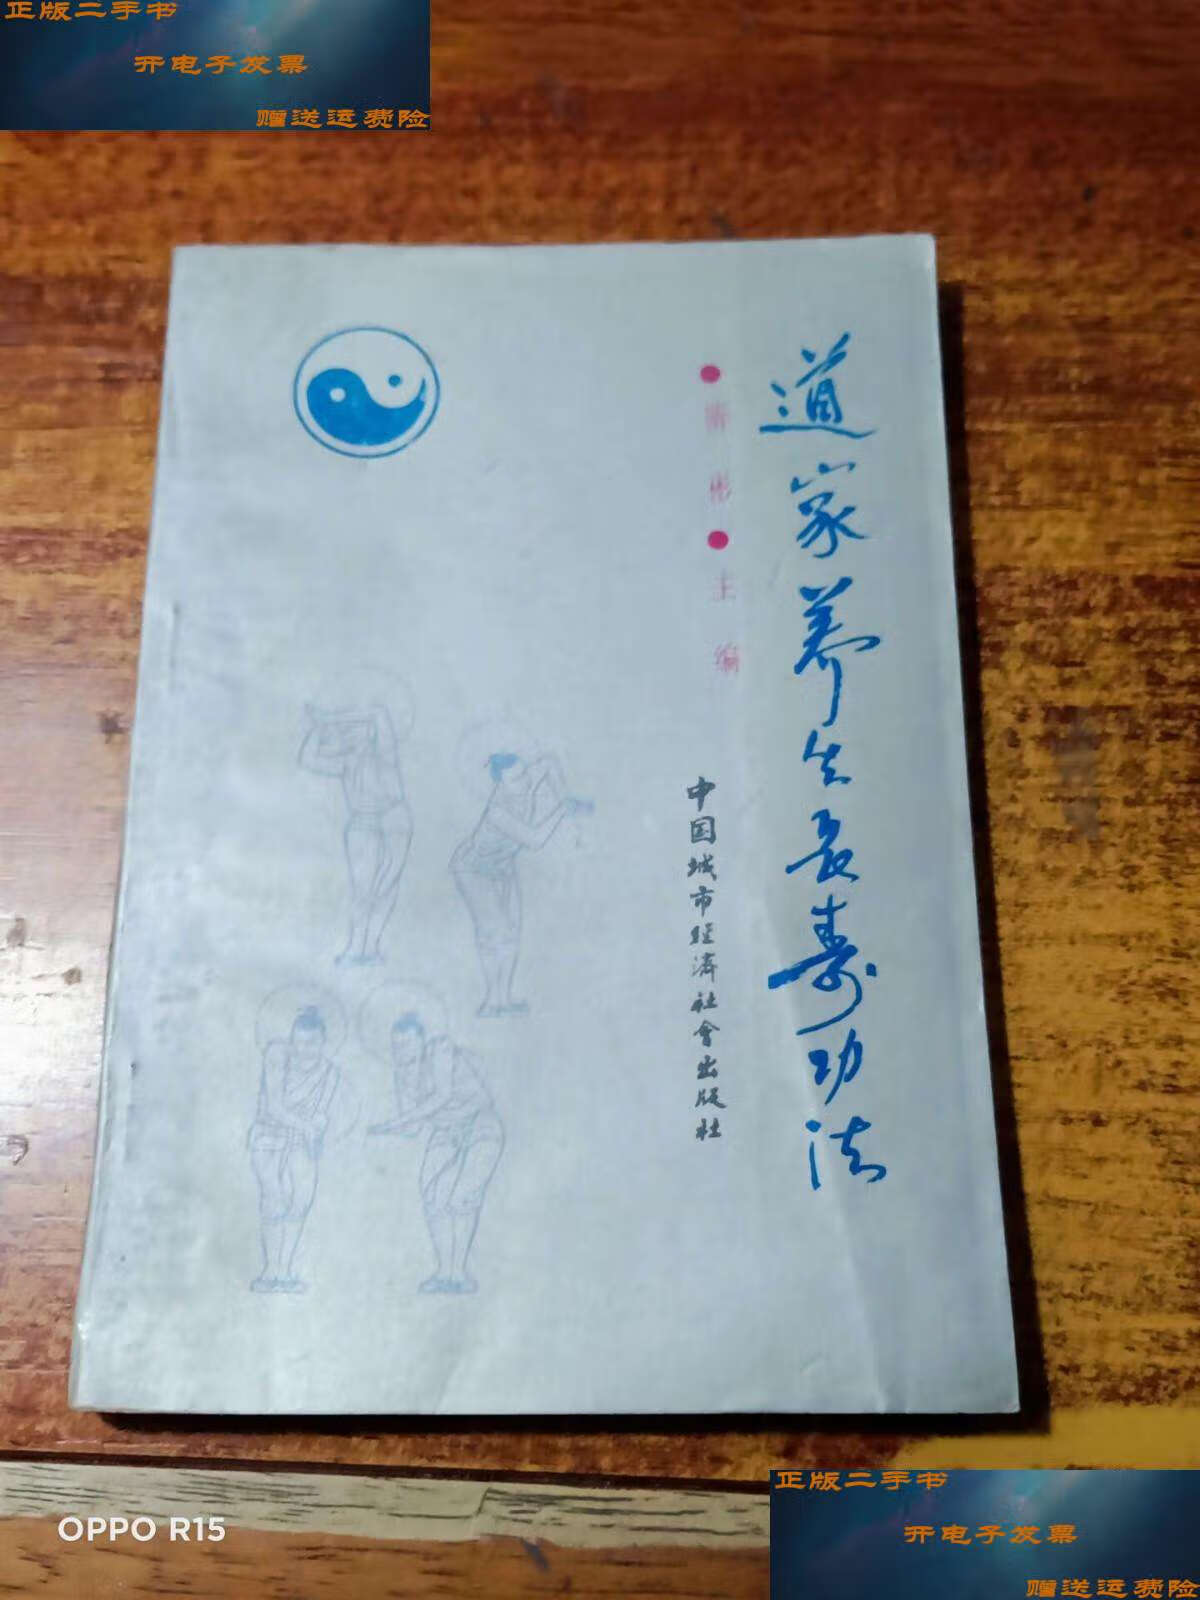 正版二手书
开电子发票
赠送运费险
道家养生长寿功法
彬●主编
中国城市经济社會出版社
OPPO R15
正版二手书
开电子发票
赠送运费险